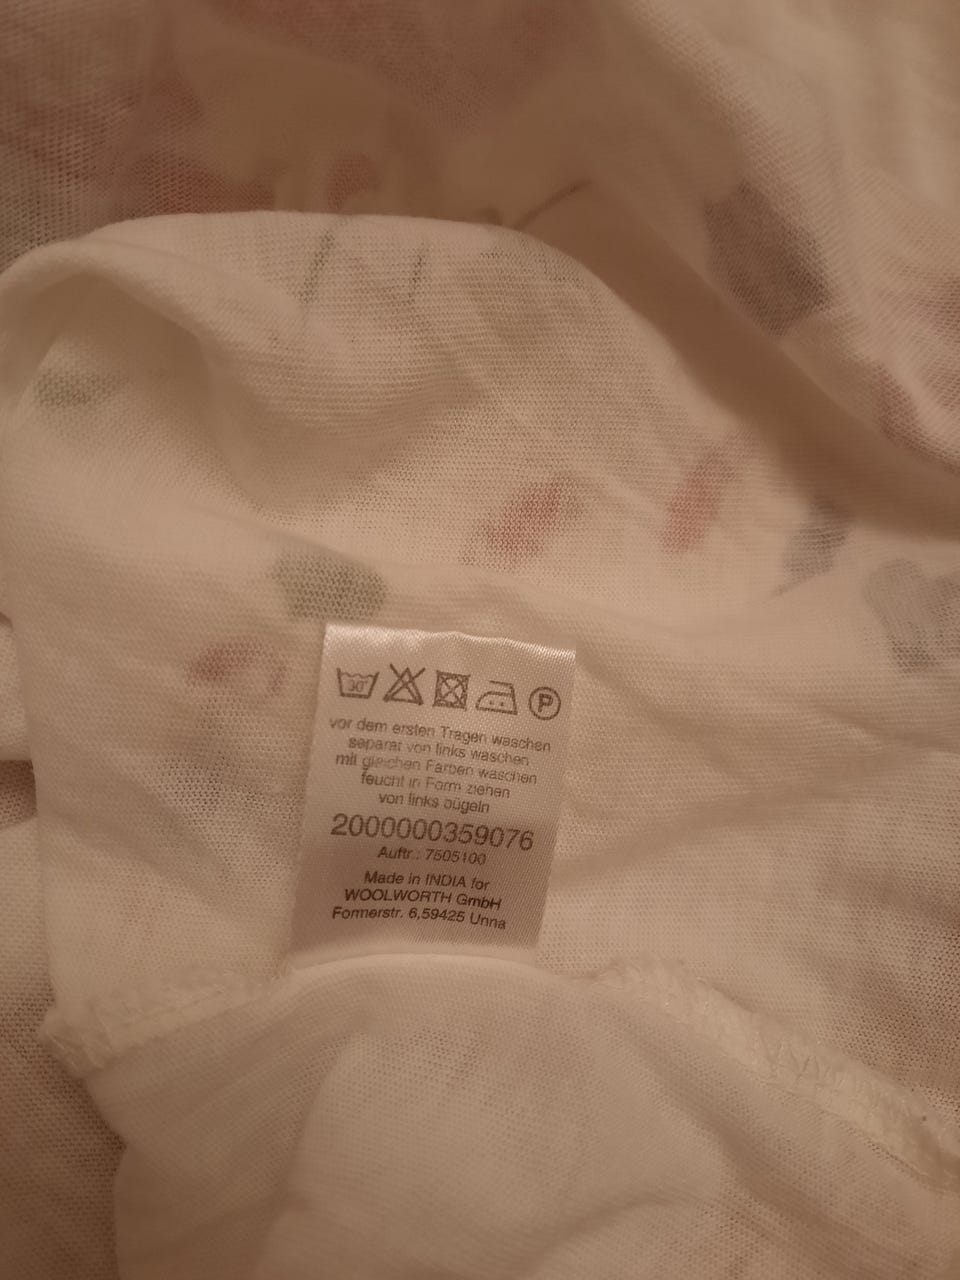 30°
P
vor dem ersten Tragen waschen
separat von links waschen
mit gleichen Farben waschen
feucht in Form ziehen
von links bügeln
2000000359076
Auftr.: 7505100
Made in INDIA for
WOOLWORTH GmbH
Formerstr. 6,59425 Unna